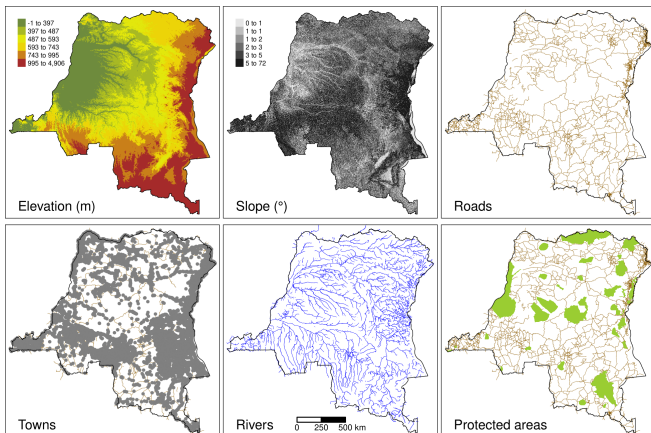 -1 to 397
397 to 487
487 to 593
593 to 743
743 to 995
995 to 4,906
Elevation (m)
0 to 1
1 to 1
1 to 2
2 to 3
3 to 5
5 to 72
Slope (°)
Roads
Towns
Rivers
0 250 500 km
Protected areas